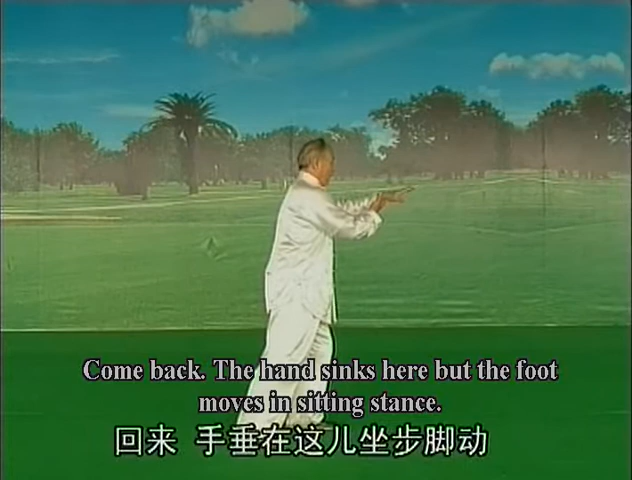 Come back. The hand sinks here but the foot
moves in sitting stance.
回来 手垂在这儿坐步脚动